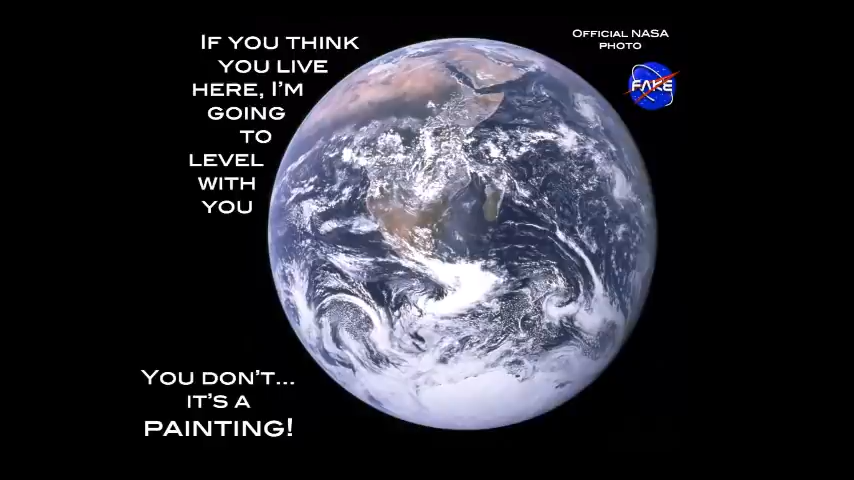 IF YOU THINK
YOU LIVE
HERE, I'M
GOING
TO
LEVEL
WITH
YOU
OFFICIAL NASA
PHOTO
FAKE
YOU DON'T...
IT'S A
PAINTING!